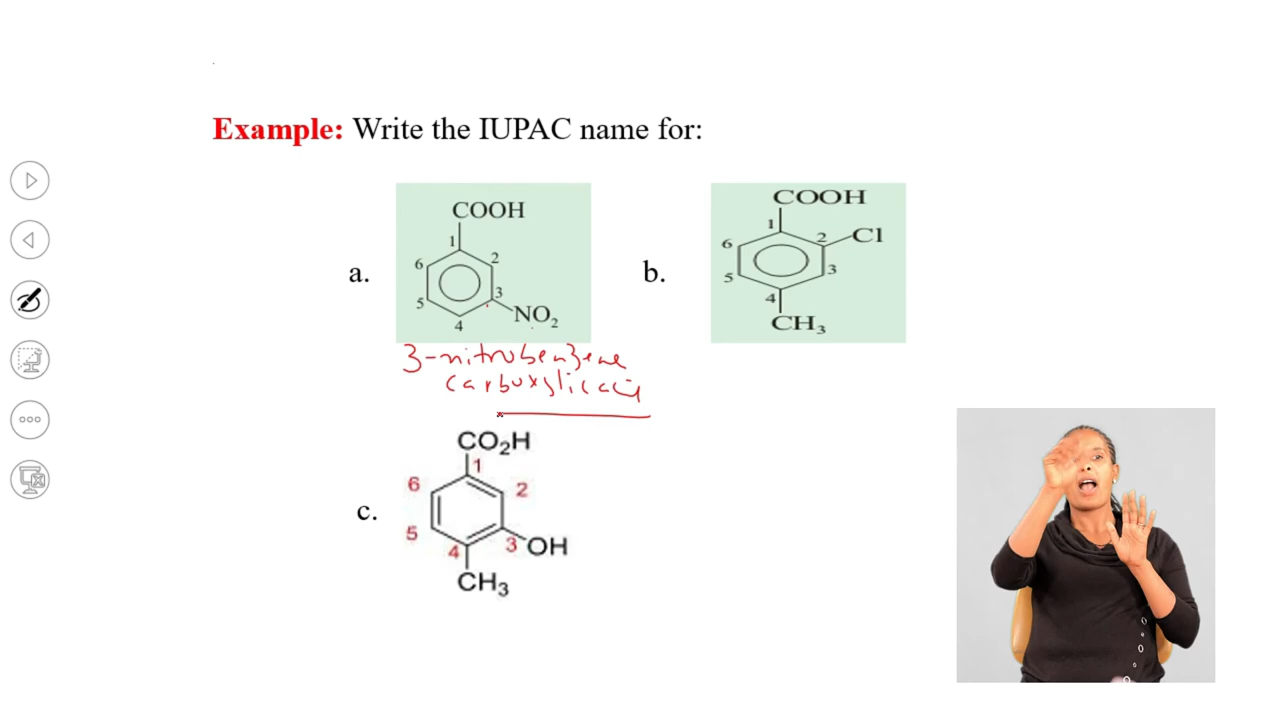 Example: Write the IUPAC name for:
a.
COOH
1
2
3
4
5
6
NO2
3-nitrobenzene
carboxylic acid
b.
COOH
1
2
3
4
5
6
Cl
CH3
c.
CO2H
1
2
3
4
5
6
OH
CH3